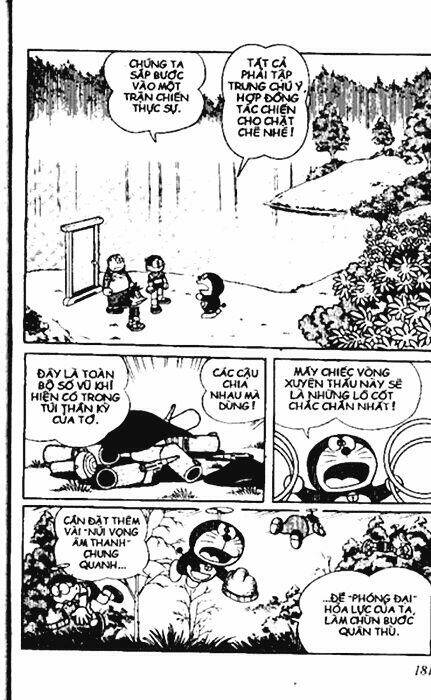 CHÚNG TA
SẮP BƯỚC
VÀO MỘT
TRẬN CHIẾN
THỰC SỰ.
TẤT CẢ
PHẢI TẬP
TRUNG CHÚ Ý,
HỢP ĐỒNG
TÁC CHIẾN
CHO CHẶT
CHẼ NHÉ!
ĐÂY LÀ TOÀN
BỘ SỐ VŨ KHÍ
HIỆN CÓ TRONG
TÚI THẦN KỲ
CỦA TỚ.
CÁC CẬU
CHIA
NHAU MÀ
DÙNG!
MẤY CHIẾC VÒNG
XUYÊN THẤU NÀY SẼ
LÀ NHỮNG LÔ CỐT
CHẮC CHẮN NHẤT!
CẦN ĐẶT THÊM
VÀI "NÚI VỌNG
ÂM THANH"
CHUNG
QUANH...
...ĐỂ "PHÓNG ĐẠI"
HỎA LỰC CỦA TA,
LÀM CHÙN BƯỚC
QUÂN THÙ.
181